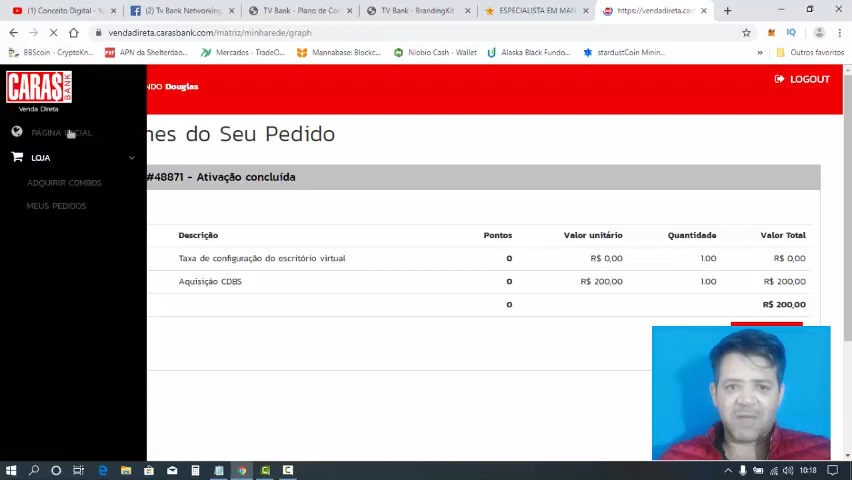 (1) Conceito Digital - Y
(2) Tv Bank Networking
TV Bank - Plano de Co
TV Bank - BrandingKit
ESPECIALISTA EM MAR
https://vendadireta.car
vendadireta.carasbank.com/matriz/minharede/graph
BBScoin - CryptoKn...
APN da Shelterdao...
Mercados - TradeO...
Mannabase: Blockc...
Niobio Cash - Wallet
Alaska Black Fundo...
stardustCoin Minin...
Outros favoritos
CARAS BANK
Venda Direta
NDO Douglas
LOGOUT
PÁGINA INICIAL
LOJA
ADQUIRIR COMBOS
MEUS PEDIDOS
mes do Seu Pedido
#48871 - Ativação concluída
Descrição Pontos Valor unitário Quantidade Valor Total
Taxa de configuração do escritório virtual 0 R$ 0,00 1.00 R$ 0,00
Aquisição CDBS 0 R$ 200,00 1.00 R$ 200,00
0 R$ 200,00
10:18